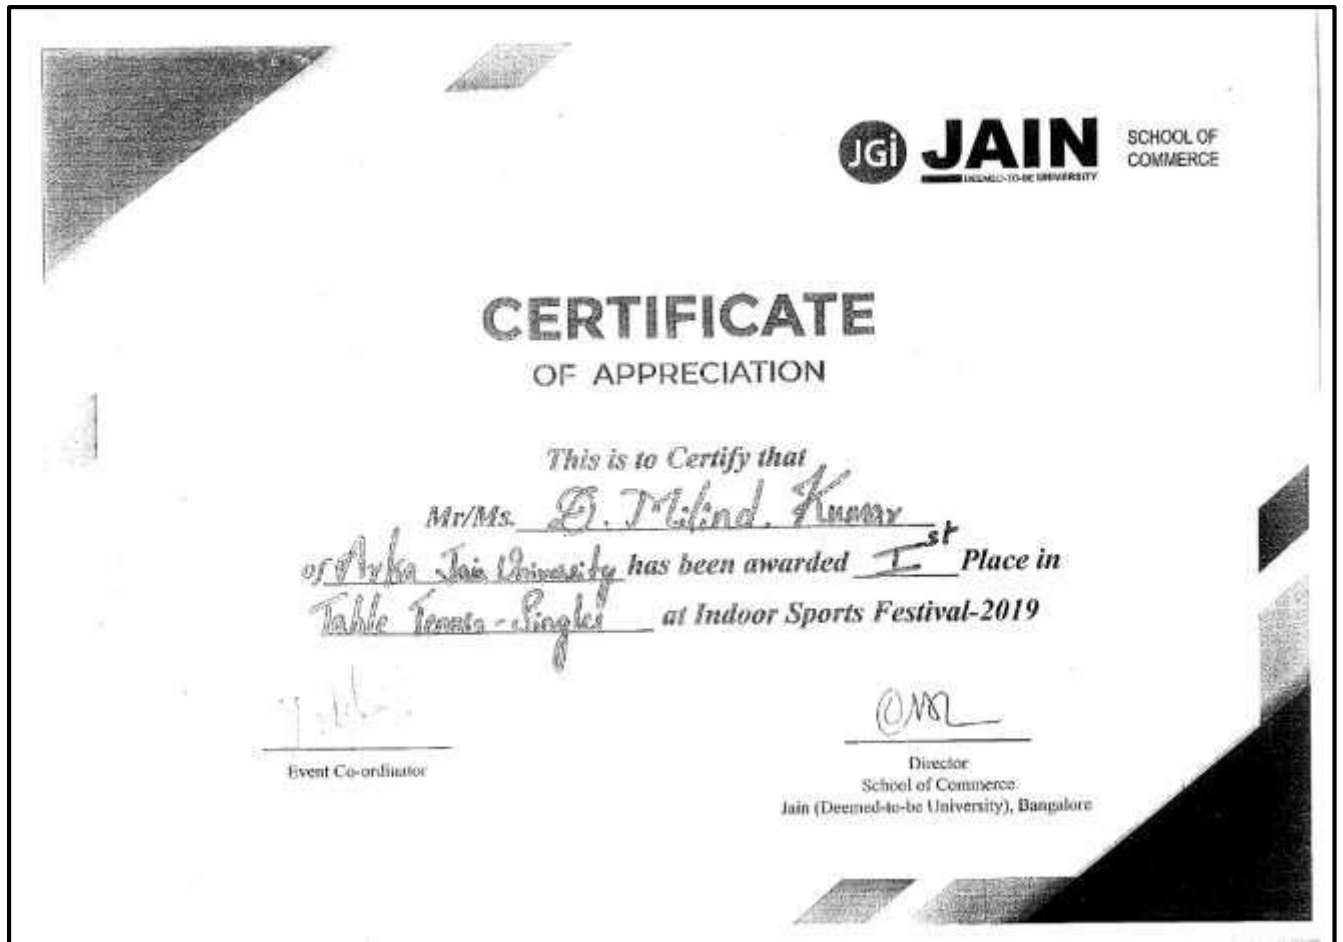 JGi JAIN SCHOOL OF
DEEMED-TO-BE UNIVERSITY COMMERCE
CERTIFICATE
OF APPRECIATION
This is to Certify that
Mr/Ms. D. Milind. Kumar
of Arka Jain University has been awarded Ist Place in
Table Tennis - Singles at Indoor Sports Festival-2019
Event Co-ordinator
Director
School of Commerce
Jain (Deemed-to-be University), Bangalore